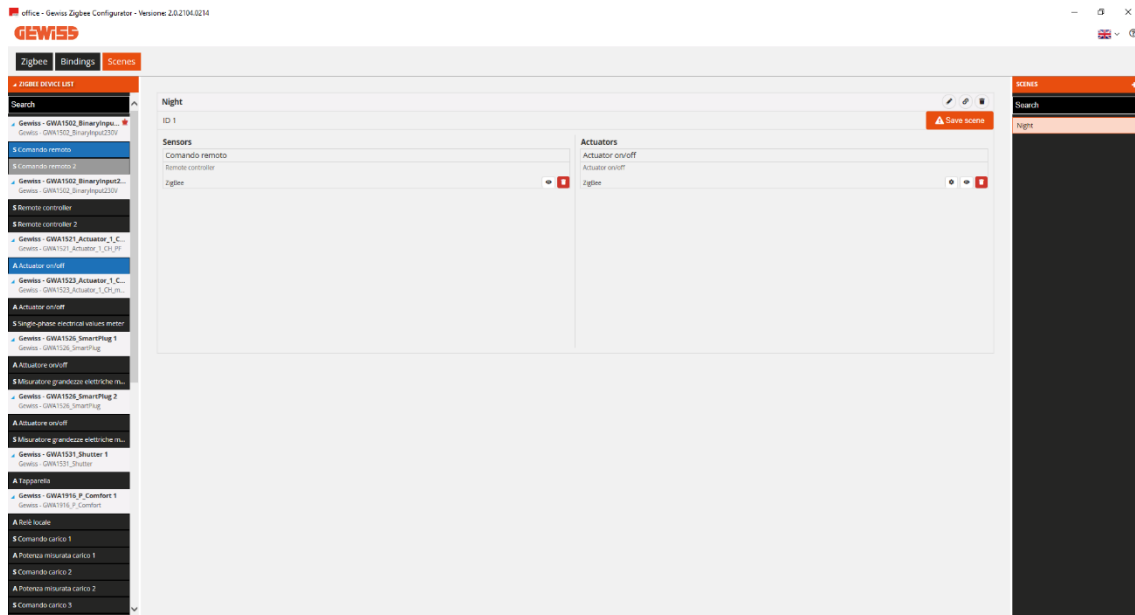 office - Gewiss Zigbee Configurator - Versione: 2.0.2104.0214
GEWISS
Zigbee Bindings Scenes
ZIGBEE DEVICE LIST
Search
Gewiss - GWA1502_BinaryInpu...
Gewiss - GWA1502_BinaryInput230V
S Comando remoto
S Comando remoto 2
Gewiss - GWA1502_BinaryInput2...
Gewiss - GWA1502_BinaryInput230V
S Remote controller
S Remote controller 2
Gewiss - GWA1521_Actuator_1_C...
Gewiss - GWA1521_Actuator_1_CH_PF
A Actuator on/off
Gewiss - GWA1523_Actuator_1_C...
Gewiss - GWA1523_Actuator_1_CH_m...
A Actuator on/off
S Single-phase electrical values meter
Gewiss - GWA1526_SmartPlug 1
Gewiss - GWA1526_SmartPlug
A Attuatore on/off
S Misuratore grandezze elettriche m...
Gewiss - GWA1526_SmartPlug 2
Gewiss - GWA1526_SmartPlug
A Attuatore on/off
S Misuratore grandezze elettriche m...
Gewiss - GWA1531_Shutter 1
Gewiss - GWA1531_Shutter
A Tapparella
Gewiss - GWA1916_P_Comfort 1
Gewiss - GWA1916_P_Comfort
A Relè locale
S Comando carico 1
A Potenza misurata carico 1
S Comando carico 2
A Potenza misurata carico 2
S Comando carico 3
Night
ID 1
Save scene
Sensors
Comando remoto
Remote controller
ZigBee
Actuators
Actuator on/off
Actuator on/off
ZigBee
SCENES
Search
Night